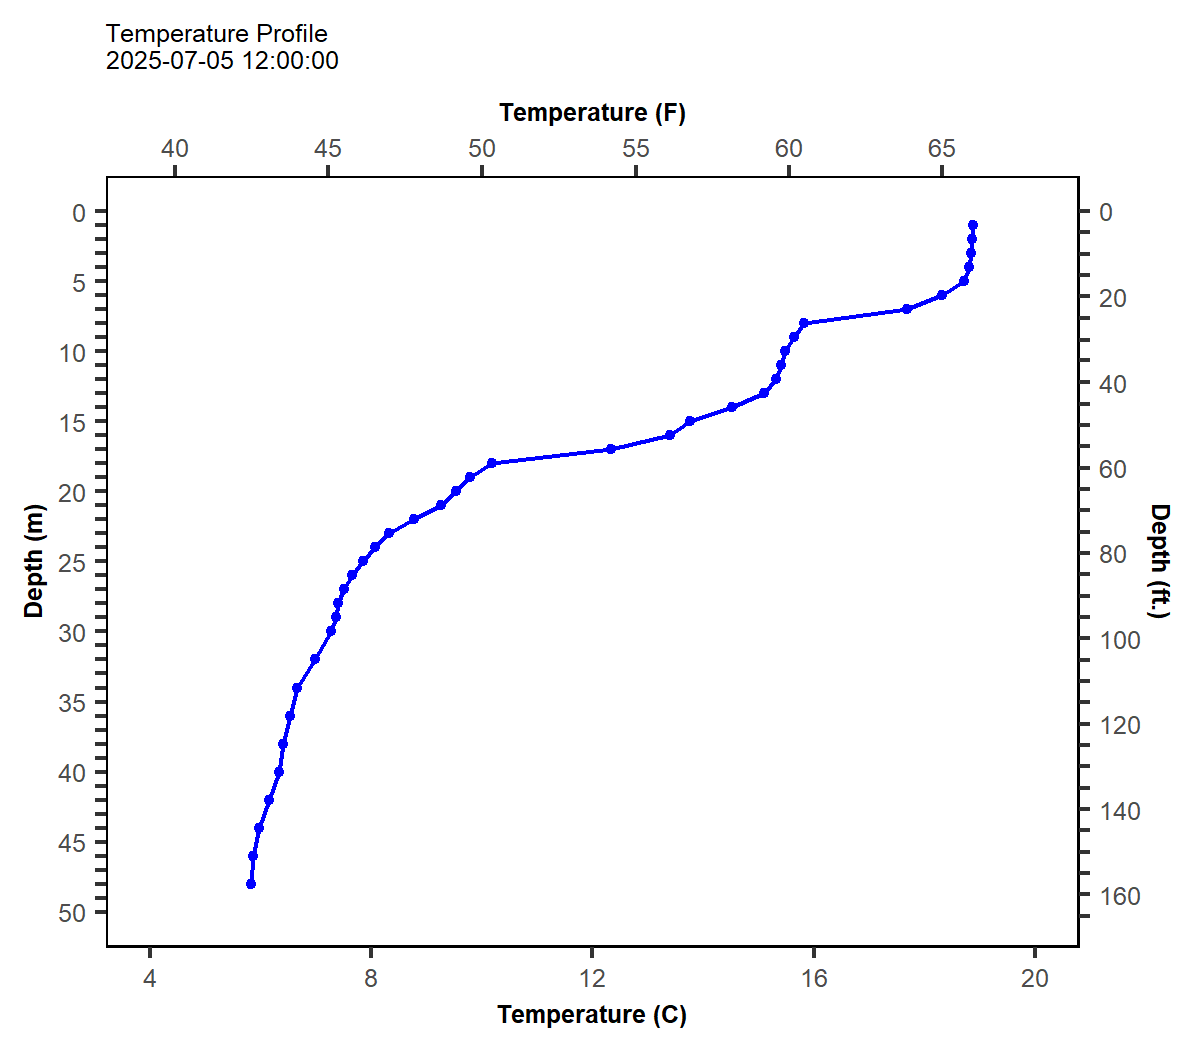 Temperature Profile
2025-07-05 12:00:00
Temperature (F)
40 45 50 55 60 65
0 5 10 15 20 25 30 35 40 45 50
Depth (m)
0 20 40 60 80 100 120 140 160
Depth (ft.)
4 8 12 16 20
Temperature (C)